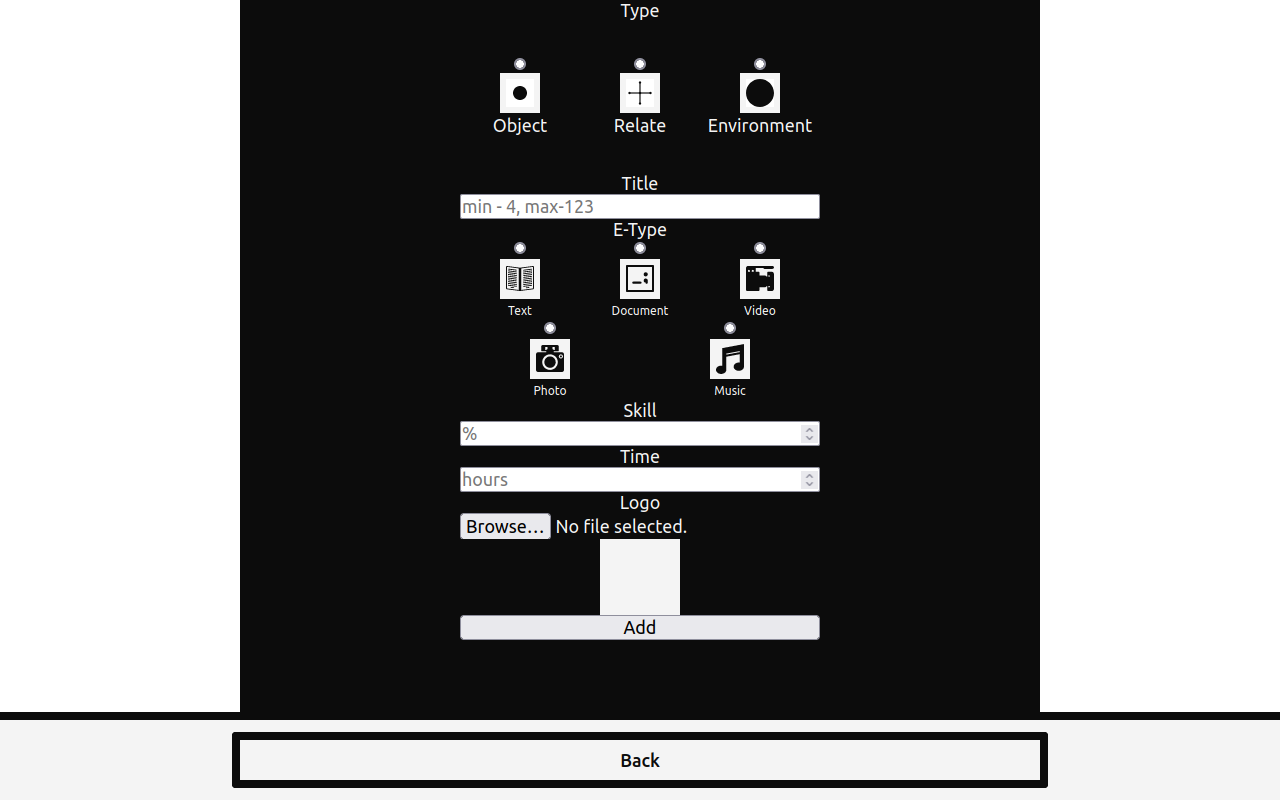 Type
Object Relate Environment
Title
min - 4, max-123
E-Type
Text Document Video
Photo Music
Skill
%
Time
hours
Logo
Browse... No file selected.
Add
Back